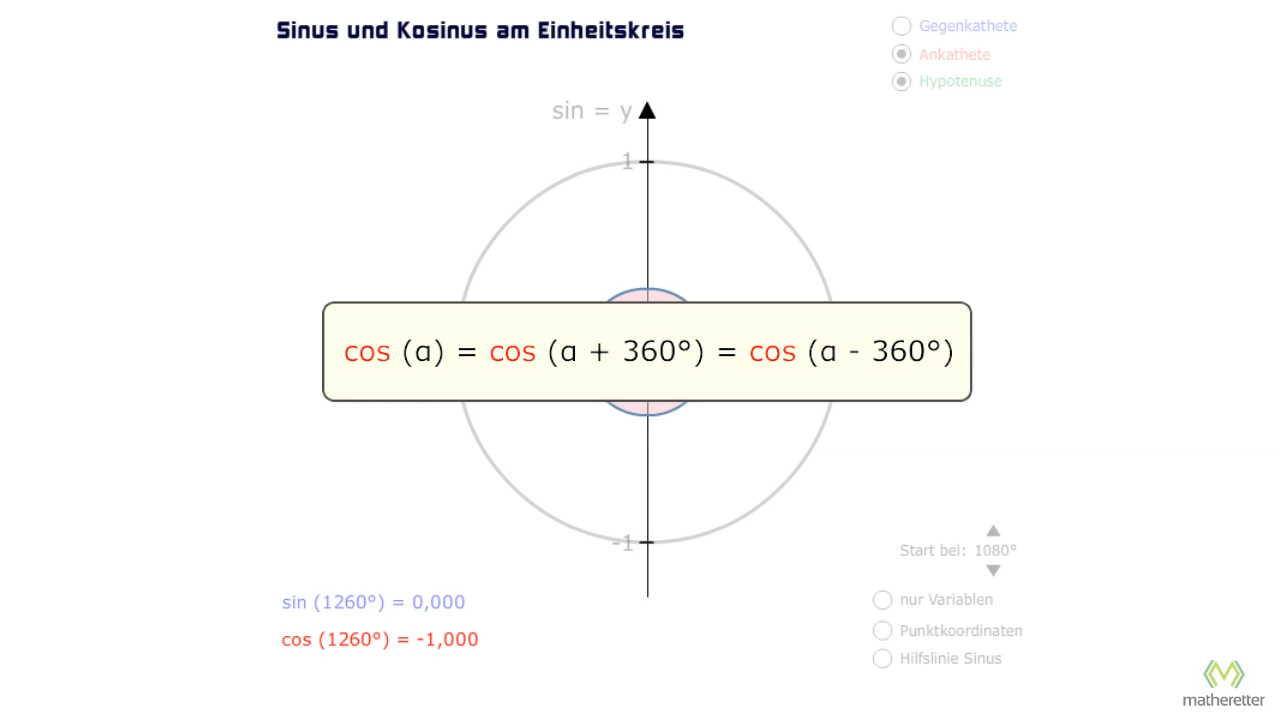 Sinus und Kosinus am Einheitskreis
Gegenkathete
Ankathete
Hypotenuse
sin = y
1
cos (a) = cos (a + 360°) = cos (a - 360°)
-1
Start bei: 1080°
sin (1260°) = 0,000
cos (1260°) = -1,000
nur Variablen
Punktkoordinaten
Hilfslinie Sinus
matheretter